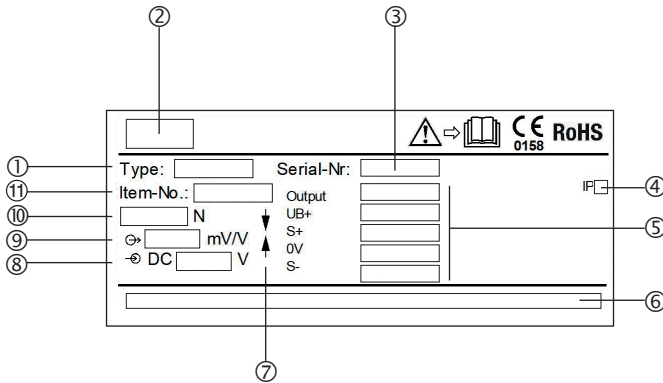 ② ③
CE 0158 RoHS
① Type: Serial-Nr:
IP ④
⑪ Item-No.: Output
⑩ N UB+
⑤
⑨ mV/V S+
0V
⑧ DC V S-
⑥
⑦